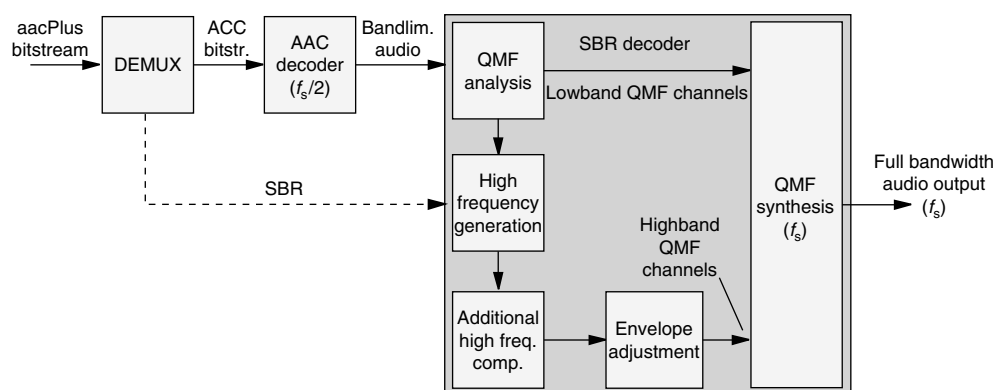 aacPlus
bitstream
DEMUX
ACC
bitstr.
AAC
decoder
(fs/2)
Bandlim.
audio
QMF
analysis
SBR decoder
Lowband QMF channels
SBR
High
frequency
generation
Additional
high freq.
comp.
Envelope
adjustment
Highband
QMF
channels
QMF
synthesis
(fs)
Full bandwidth
audio output
(fs)